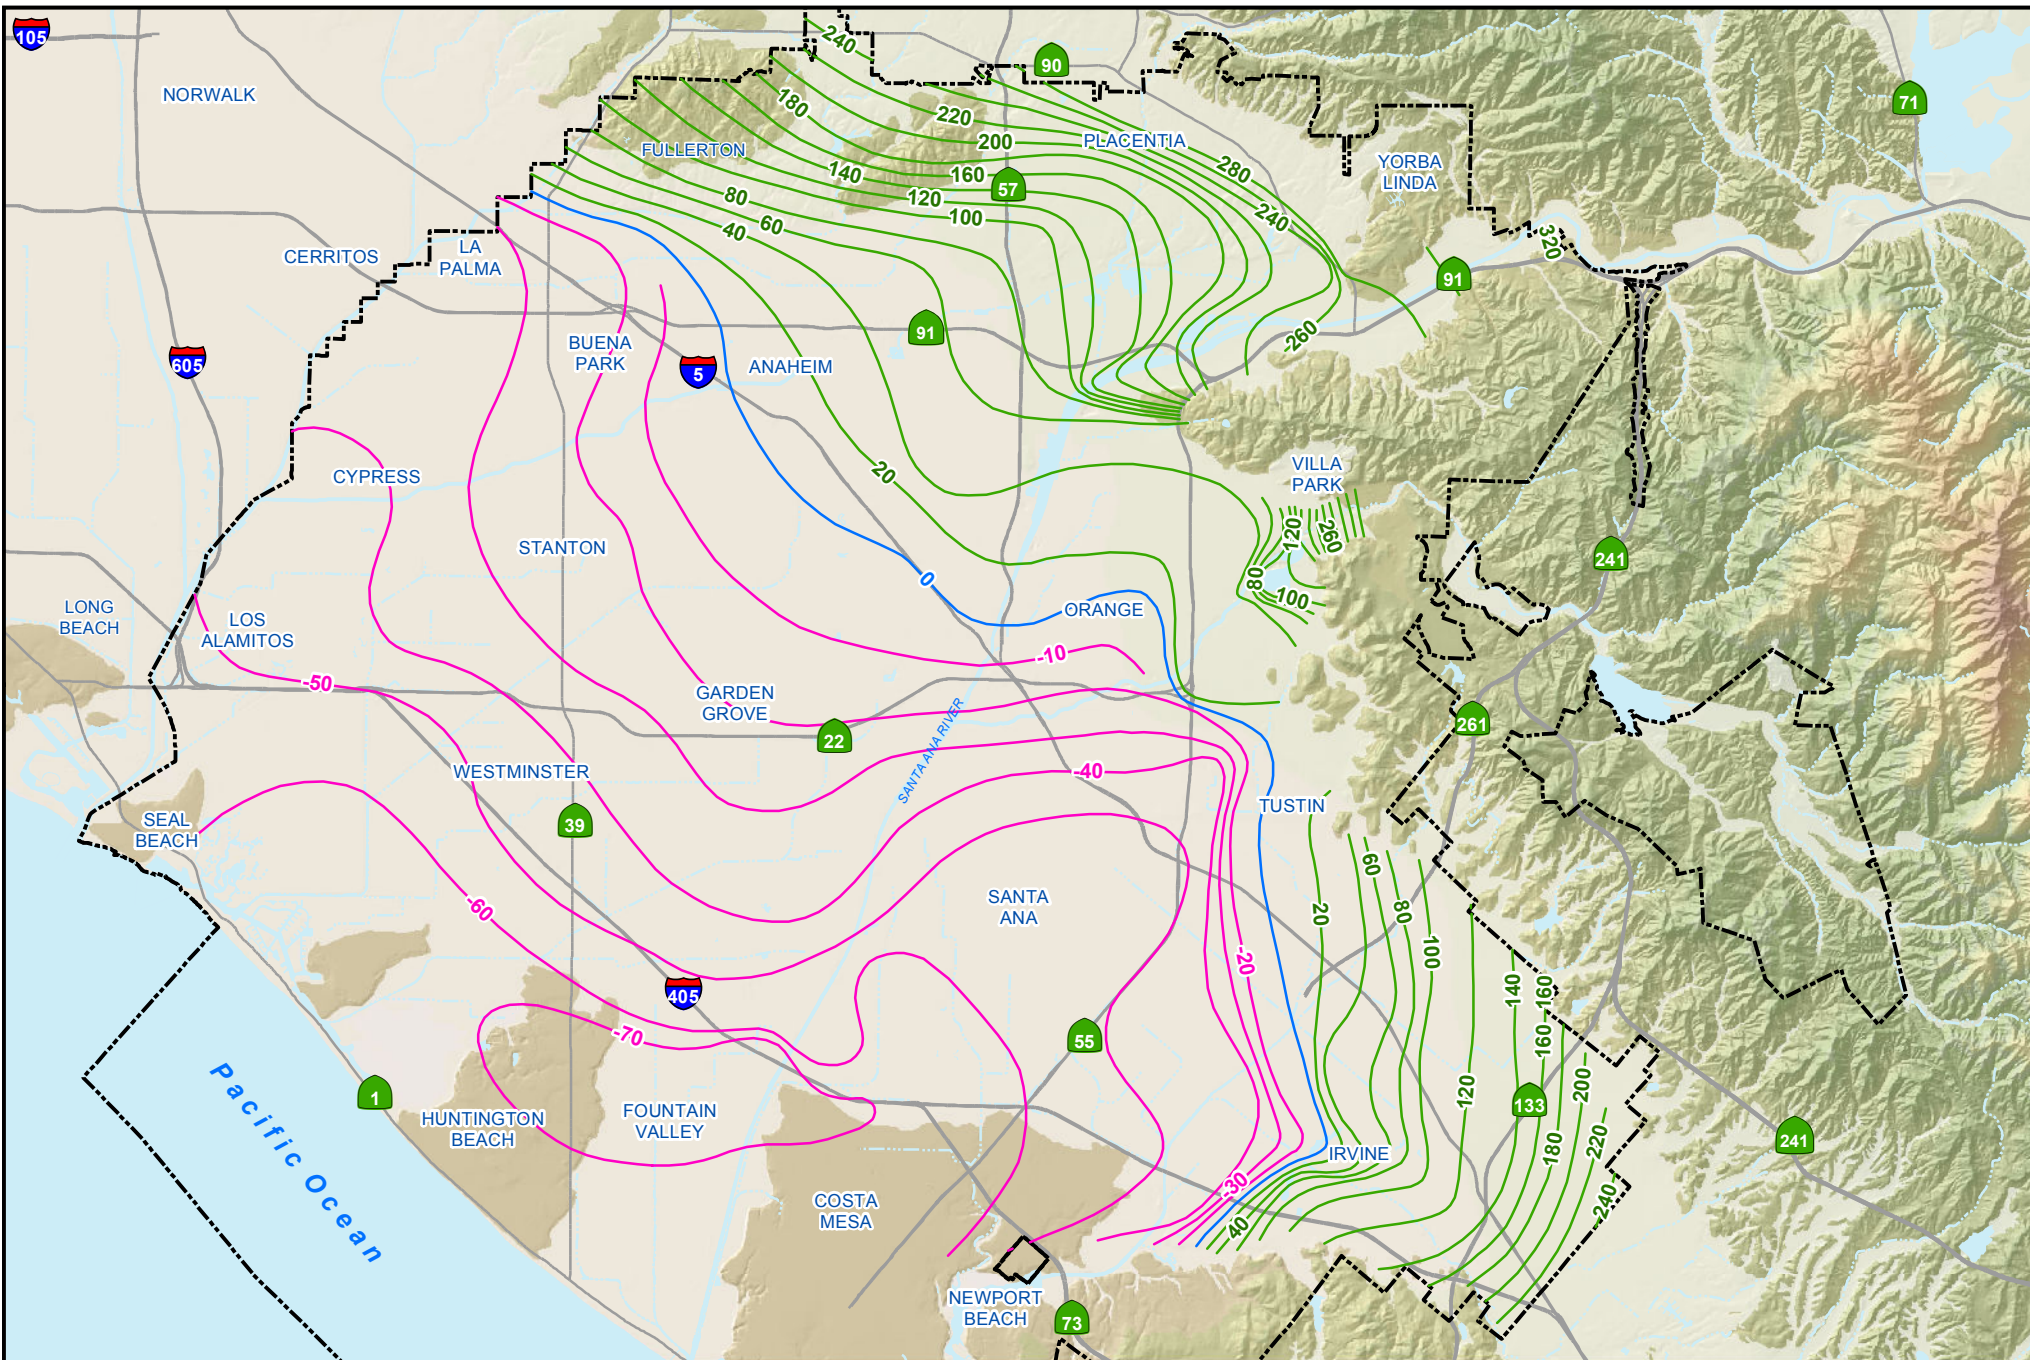 105
240
90
NORWALK
71
180
220
200
PLACENTIA
FULLERTON
280
YORBA
LINDA
140
160
57
80
120
100
240
60
40
320
CERRITOS
LA
PALMA
91
91
260
605
BUENA
PARK
5
ANAHEIM
CYPRESS
20
VILLA
PARK
120
260
STANTON
241
0
80
100
LONG
BEACH
LOS
ALAMITOS
ORANGE
-10
-50
GARDEN
GROVE
SANTA ANA RIVER
261
22
WESTMINSTER
-40
TUSTIN
SEAL
BEACH
39
60
SANTA
ANA
-60
20
80
100
-20
405
140
160
-70
55
160
Pacific Ocean
1
HUNTINGTON
BEACH
FOUNTAIN
VALLEY
120
133
200
241
180
220
IRVINE
COSTA
MESA
-30
40
240
NEWPORT
BEACH
73